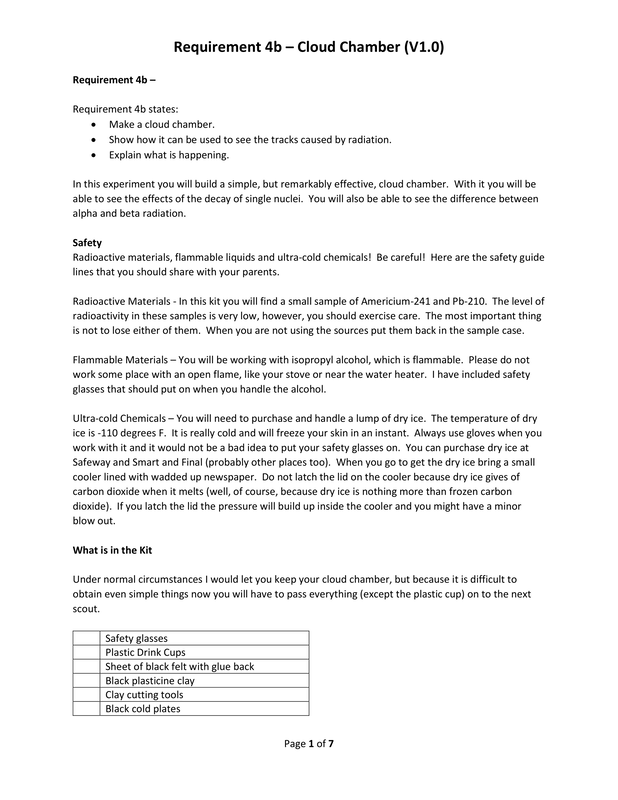 Requirement 4b – Cloud Chamber (V1.0)
Requirement 4b –
Requirement 4b states:
• Make a cloud chamber.
• Show how it can be used to see the tracks caused by radiation.
• Explain what is happening.
In this experiment you will build a simple, but remarkably effective, cloud chamber.  With it you will be
able to see the effects of the decay of single nuclei.  You will also be able to see the difference between
alpha and beta radiation.
Safety
Radioactive materials, flammable liquids and ultra-cold chemicals!  Be careful!  Here are the safety guide
lines that you should share with your parents.
Radioactive Materials - In this kit you will find a small sample of Americium-241 and Pb-210.  The level of
radioactivity in these samples is very low, however, you should exercise care.  The most important thing
is not to lose either of them.  When you are not using the sources put them back in the sample case.
Flammable Materials – You will be working with isopropyl alcohol, which is flammable.  Please do not
work some place with an open flame, like your stove or near the water heater.  I have included safety
glasses that should put on when you handle the alcohol.
Ultra-cold Chemicals – You will need to purchase and handle a lump of dry ice.  The temperature of dry
ice is -110 degrees F.  It is really cold and will freeze your skin in an instant.  Always use gloves when you
work with it and it would not be a bad idea to put your safety glasses on.  You can purchase dry ice at
Safeway and Smart and Final (probably other places too).  When you go to get the dry ice bring a small
cooler lined with wadded up newspaper.  Do not latch the lid on the cooler because dry ice gives of
carbon dioxide when it melts (well, of course, because dry ice is nothing more than frozen carbon
dioxide).  If you latch the lid the pressure will build up inside the cooler and you might have a minor
blow out.
What is in the Kit
Under normal circumstances I would let you keep your cloud chamber, but because it is difficult to
obtain even simple things now you will have to pass everything (except the plastic cup) on to the next
scout.
Safety glasses
Plastic Drink Cups
Sheet of black felt with glue back
Black plasticine clay
Clay cutting tools
Black cold plates
Page 1 of 7